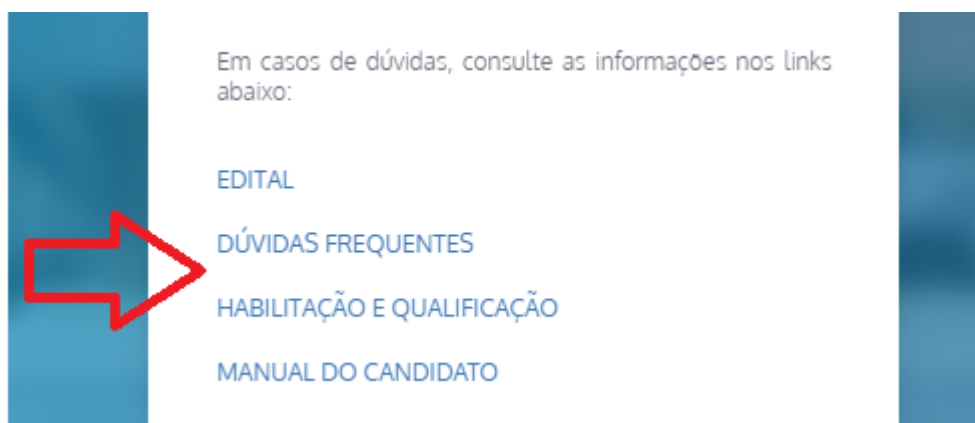 Em casos de dúvidas, consulte as informações nos links
abaixo:
EDITAL
DÚVIDAS FREQUENTES
HABILITAÇÃO E QUALIFICAÇÃO
MANUAL DO CANDIDATO